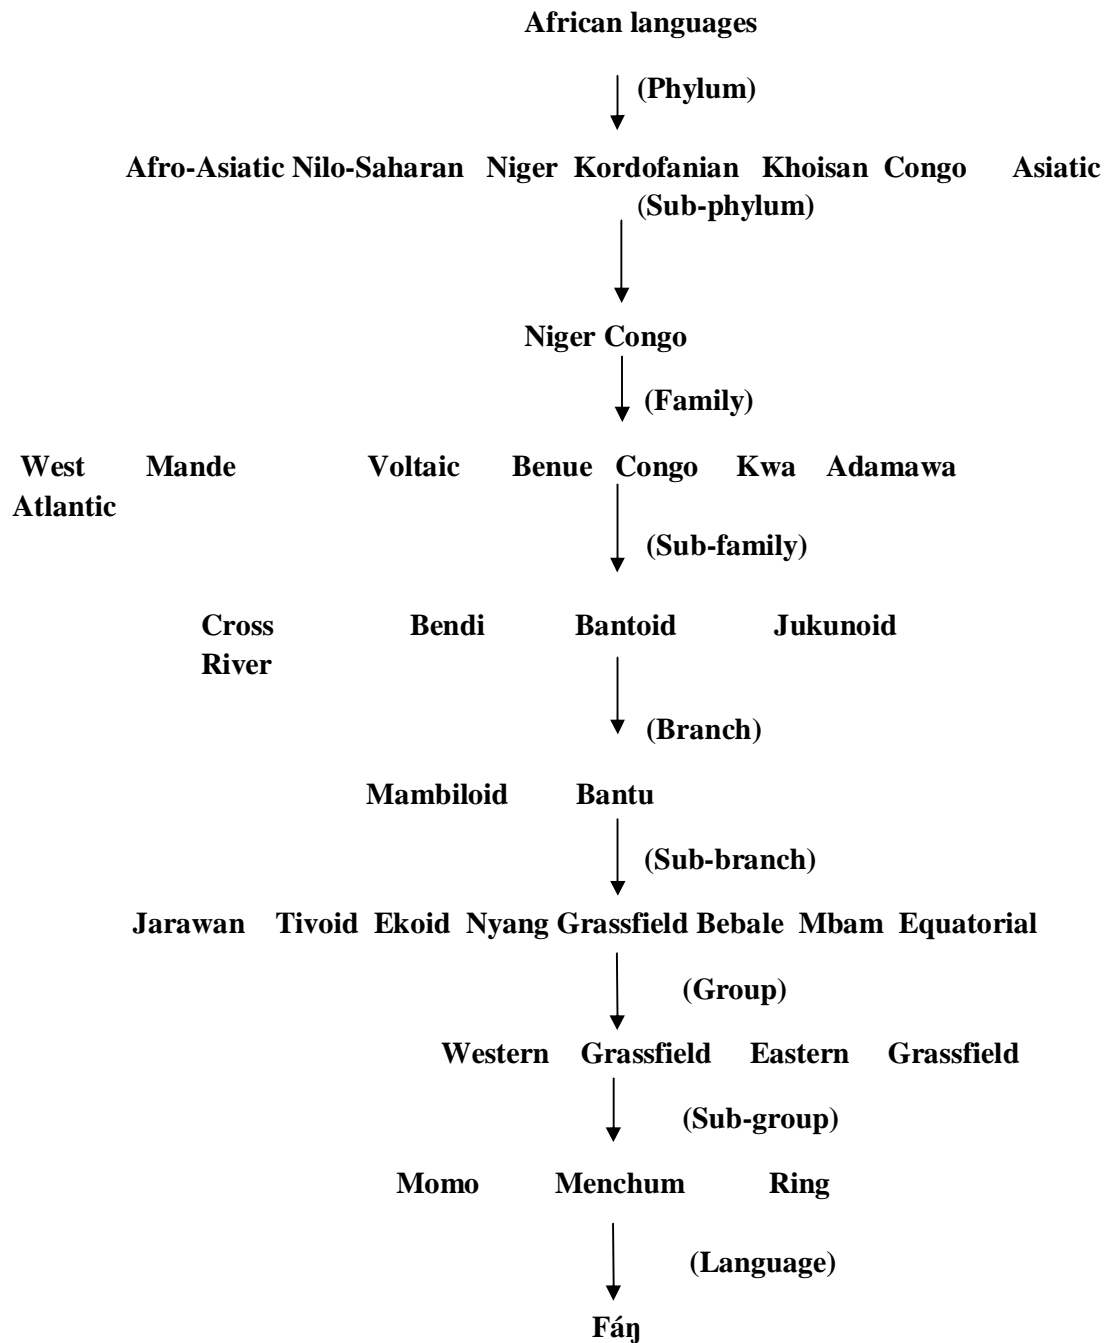 African languages
(Phylum)
Afro-Asiatic Nilo-Saharan Niger Kordofanian Khoisan Congo Asiatic
(Sub-phylum)
Niger Congo
(Family)
West Mande Voltaic Benue Congo Kwa Adamawa
Atlantic
(Sub-family)
Cross Bendi Bantoid Jukunoid
River
(Branch)
Mambiloid Bantu
(Sub-branch)
Jarawan Tivoid Ekoid Nyang Grassfield Bebale Mbam Equatorial
(Group)
Western Grassfield Eastern Grassfield
(Sub-group)
Momo Menchum Ring
(Language)
Fáŋ